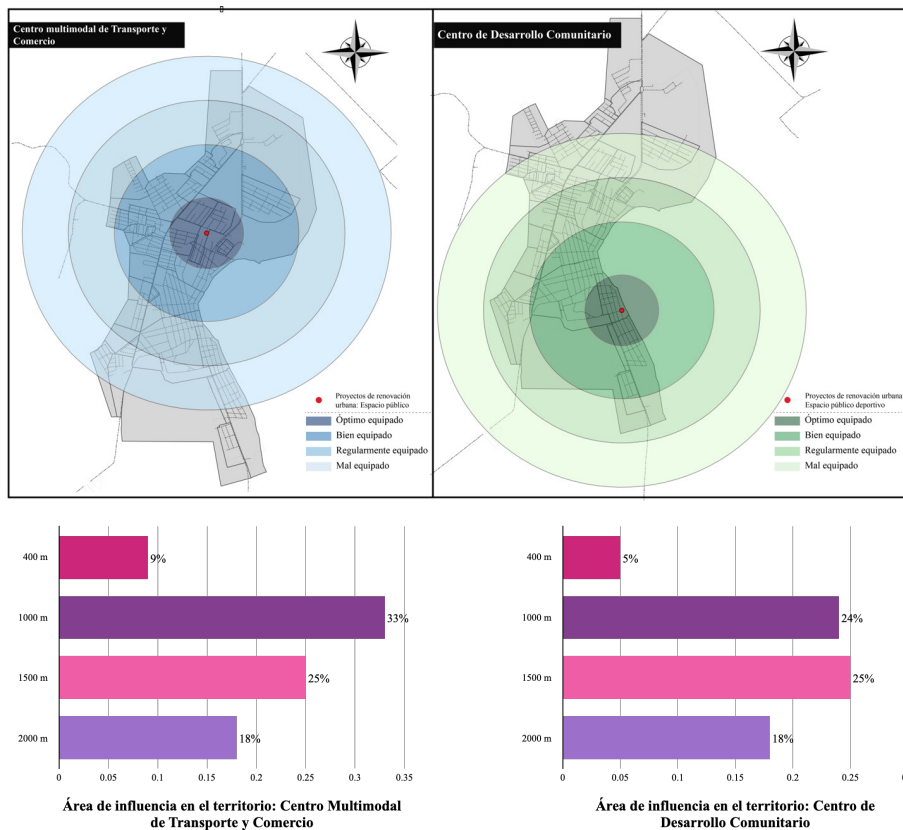 Centro multimodal de Transporte y
Comercio
Proyectos de renovación
urbana: Espacio público
Óptimo equipado
Bien equipado
Regularmente equipado
Mal equipado
Centro de Desarrollo Comunitario
Proyectos de renovación urbana:
Espacio público deportivo
Óptimo equipado
Bien equipado
Regularmente equipado
Mal equipado
400 m
9%
1000 m
33%
1500 m
25%
2000 m
18%
0 0.05 0.1 0.15 0.2 0.25 0.3 0.35
Área de influencia en el territorio: Centro Multimodal
de Transporte y Comercio
400 m
5%
1000 m
24%
1500 m
25%
2000 m
18%
0 0.05 0.1 0.15 0.2 0.25
Área de influencia en el territorio: Centro de
Desarrollo Comunitario